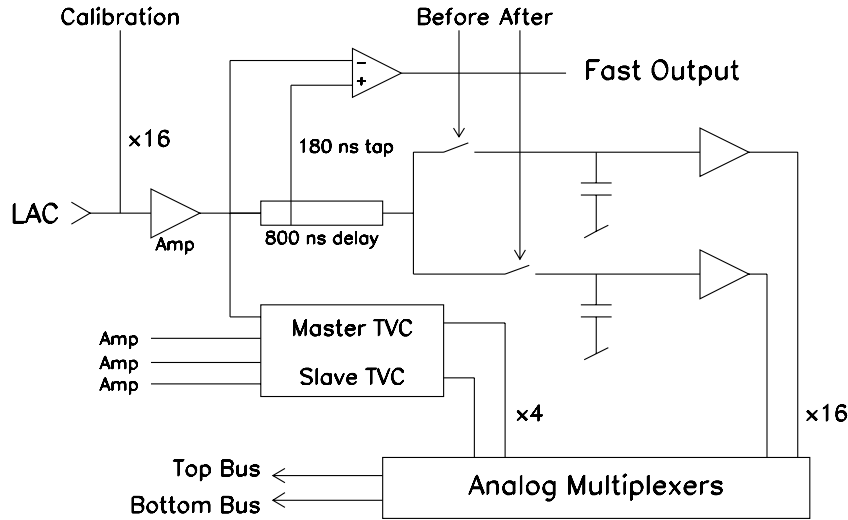 Calibration
Before After
Fast Output
-
+
x16
180 ns tap
LAC
Amp
800 ns delay
Master TVC
Amp
Amp
Slave TVC
Amp
x4
x16
Top Bus
Analog Multiplexers
Bottom Bus